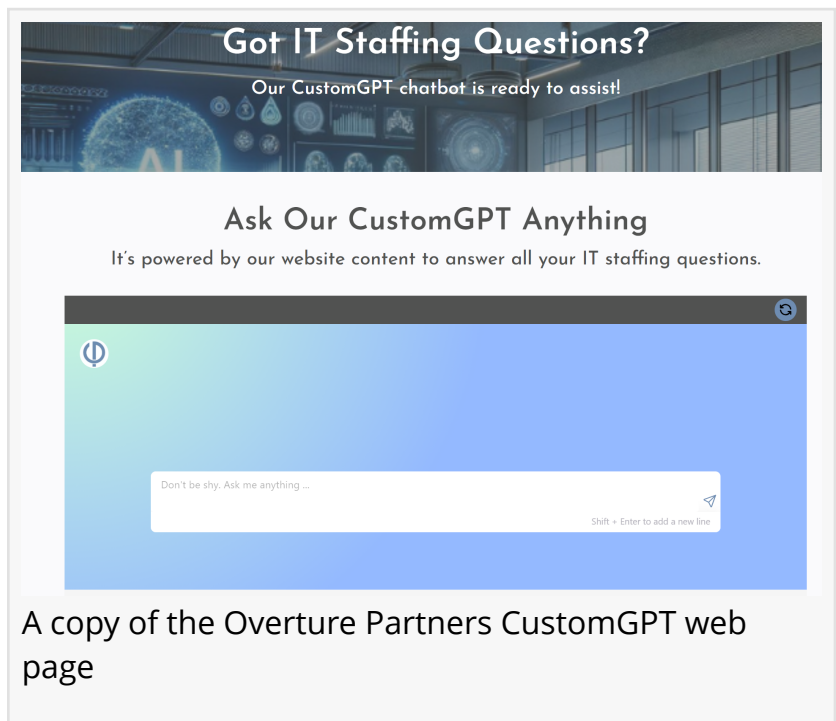 Got IT Staffing Questions?
Our CustomGPT chatbot is ready to assist!
AI
Ask Our CustomGPT Anything
It's powered by our website content to answer all your IT staffing questions.
Don't be shy. Ask me anything ...
Shift + Enter to add a new line
A copy of the Overture Partners CustomGPT web
page